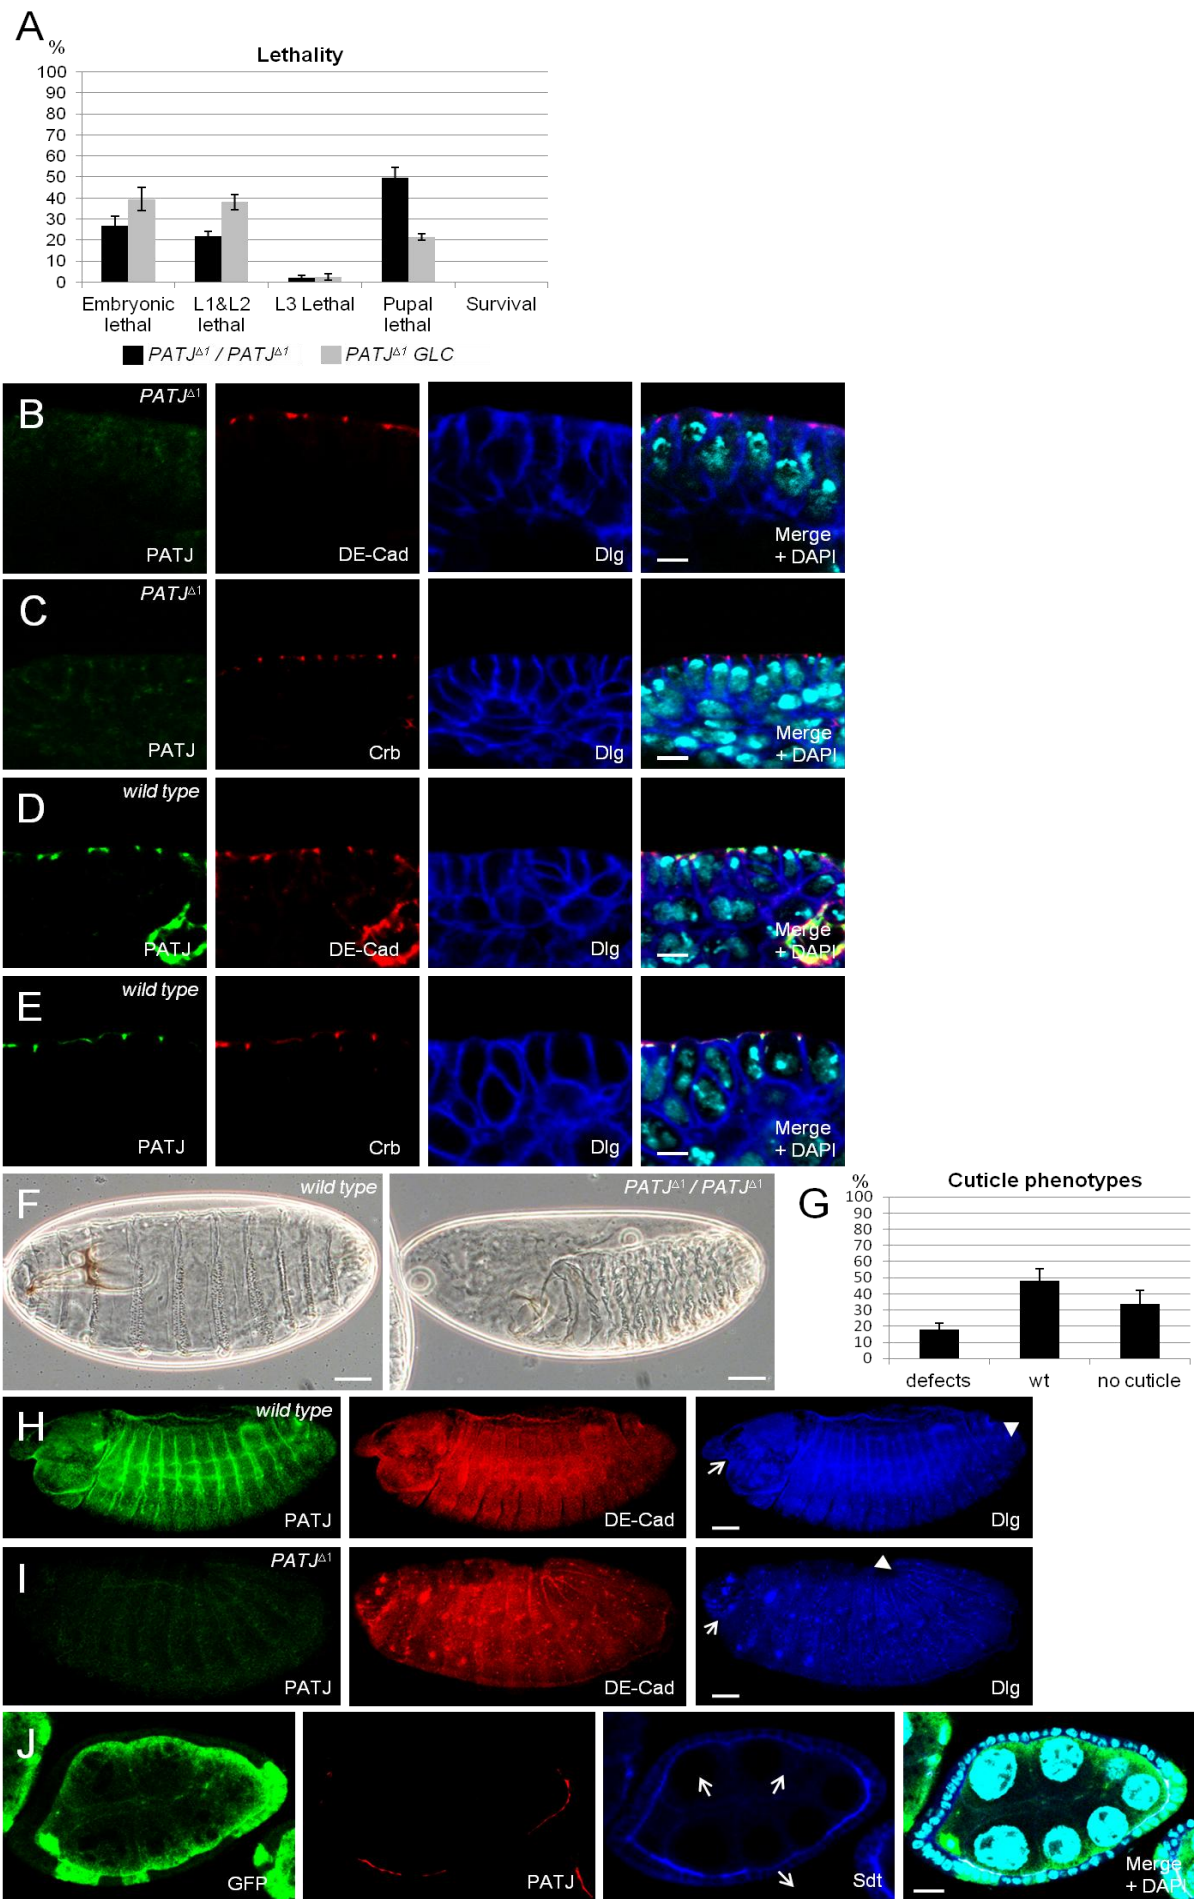 A
%
Lethality
100
90
80
70
60
50
40
30
20
10
0
Embryonic lethal
L1&L2 lethal
L3 Lethal
Pupal lethal
Survival
PATJΔ1 / PATJΔ1
PATJΔ1 GLC
B
PATJΔ1
PATJ
DE-Cad
Dlg
Merge
+ DAPI
C
PATJΔ1
PATJ
Crb
Dlg
Merge
+ DAPI
D
wild type
PATJ
DE-Cad
Dlg
Merge
+ DAPI
E
wild type
PATJ
Crb
Dlg
Merge
+ DAPI
F
wild type
PATJΔ1 / PATJΔ1
G
%
Cuticle phenotypes
100
90
80
70
60
50
40
30
20
10
0
defects
wt
no cuticle
H
wild type
PATJ
DE-Cad
Dlg
I
PATJΔ1
PATJ
DE-Cad
Dlg
J
GFP
PATJ
Sdt
Merge
+ DAPI